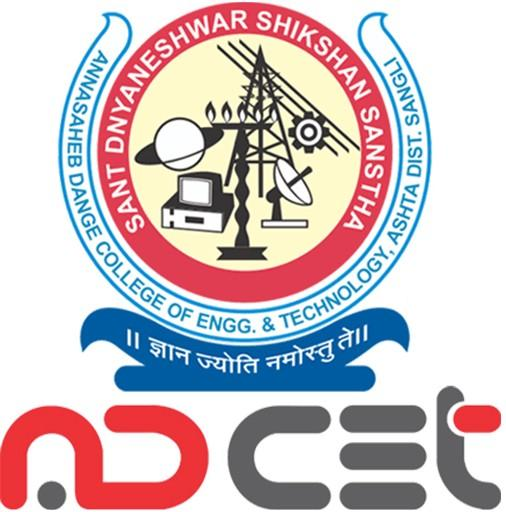 SANT DNYANESHWAR SHIKSHAN SANSTHA
ANNASAHEB DANGE COLLEGE OF ENGG. & TECHNOLOGY, ASHTA DIST. SANGLI
॥ ज्ञान ज्योति नमोस्तु ते॥
ADCET